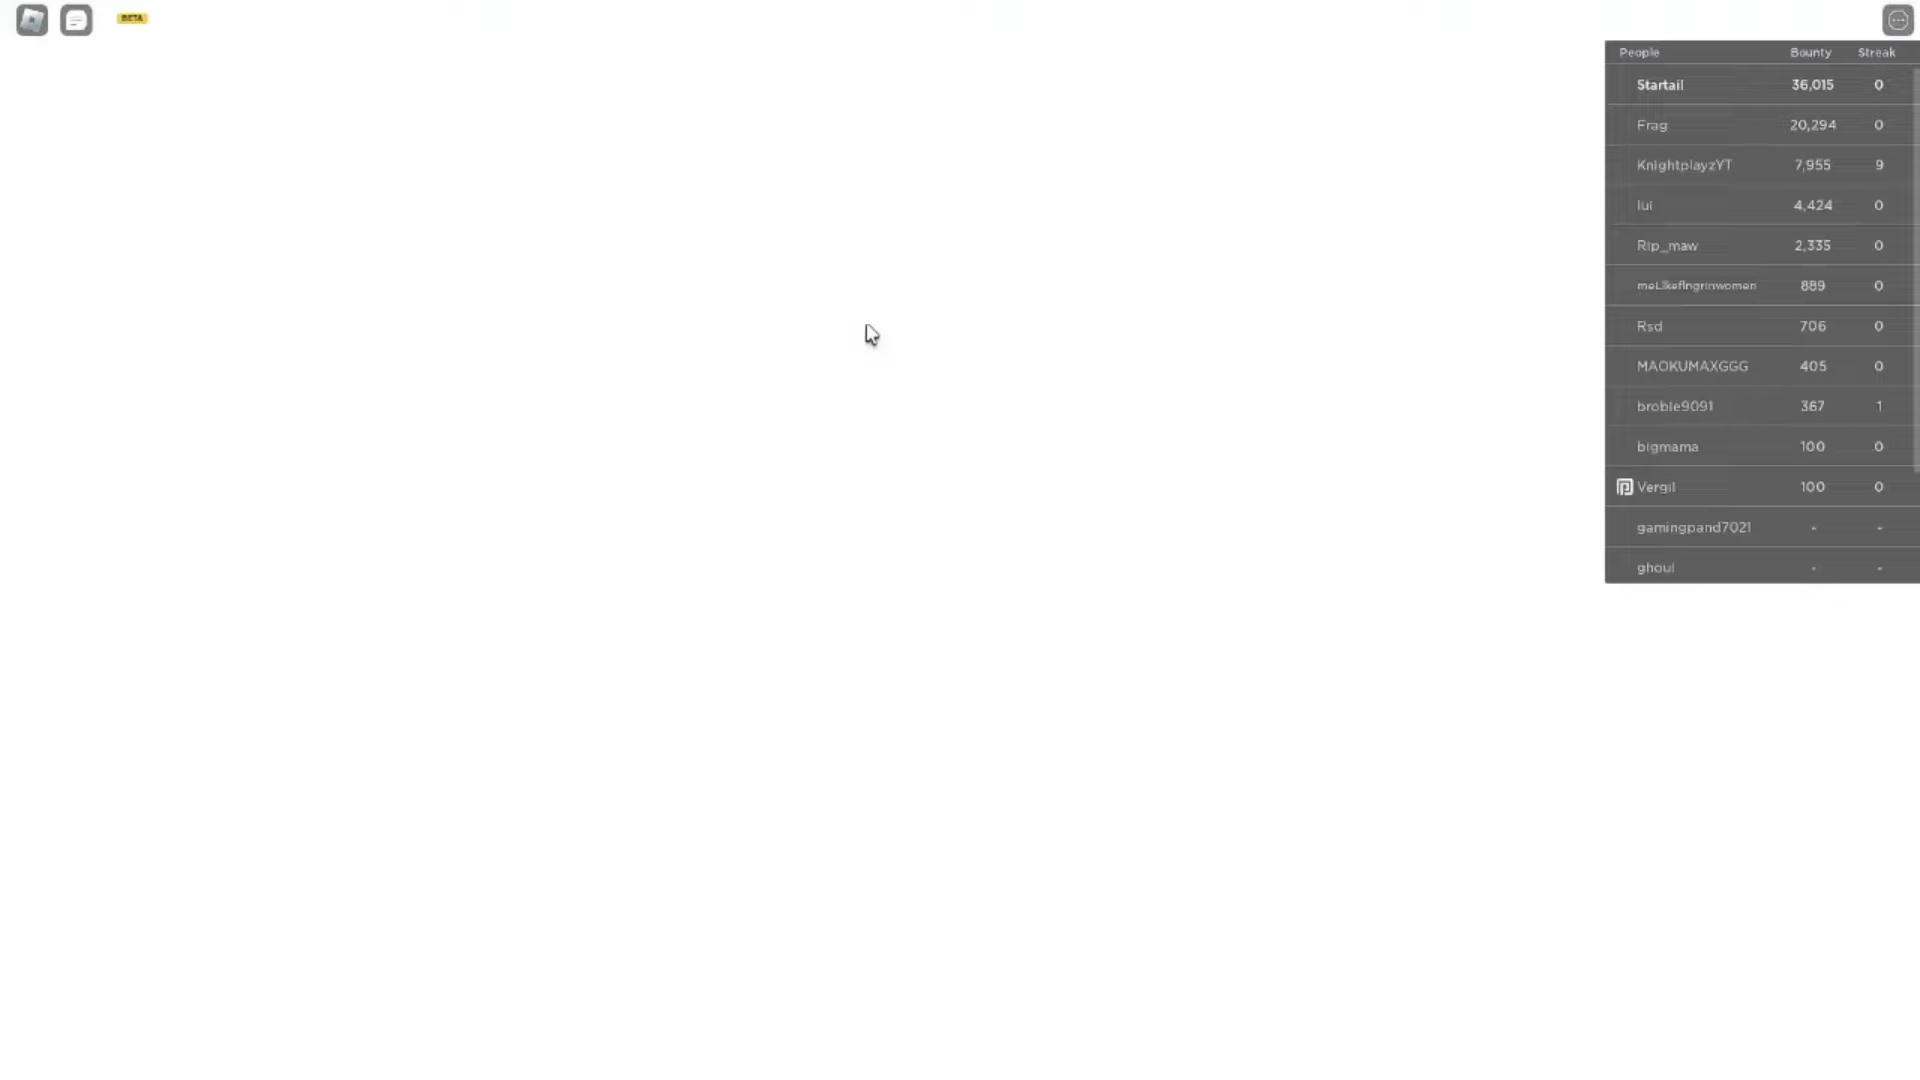 BETA
People Bounty Streak
Startail 36,015 0
Frag 20,294 0
KnightplayzYT 7,955 9
lui 4,424 0
Rip_maw 2,335 0
meLikefingrinwomen 889 0
Rsd 706 0
MAOKUMAXGGG 405 0
broble9091 367 1
bigmama 100 0
Vergil 100 0
gamingpand7021 - -
ghoul - -